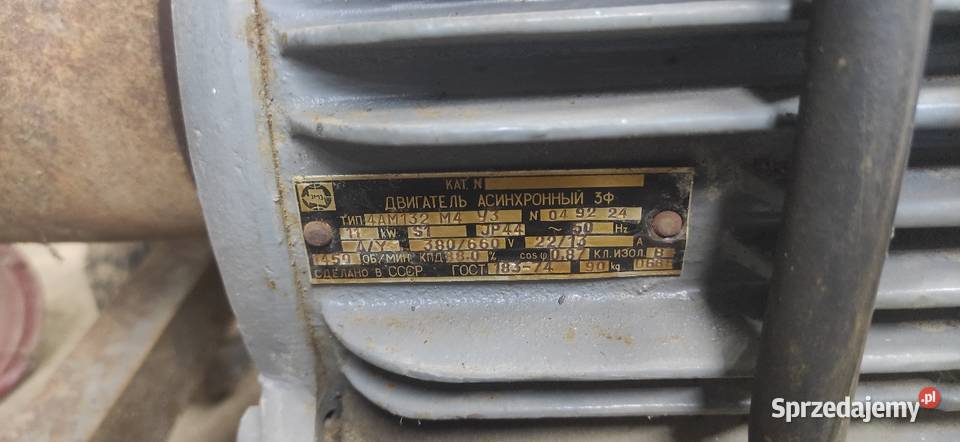 КАТ. N
ДВИГАТЕЛЬ АСИНХРОННЫЙ 3Ф
ТИП 4АМ132 М4 У3 N 04 92 24
11 kW S1 JP44 ~ 50 Hz
Δ/Y 380/660 V 22/13 A
1459 ОБ/МИН. КПД 88.0 % cos φ 0.87 КЛ.ИЗОЛ. B
СДЕЛАНО В СССР ГОСТ 183-74 90 kg
Sprzedajemy.pl